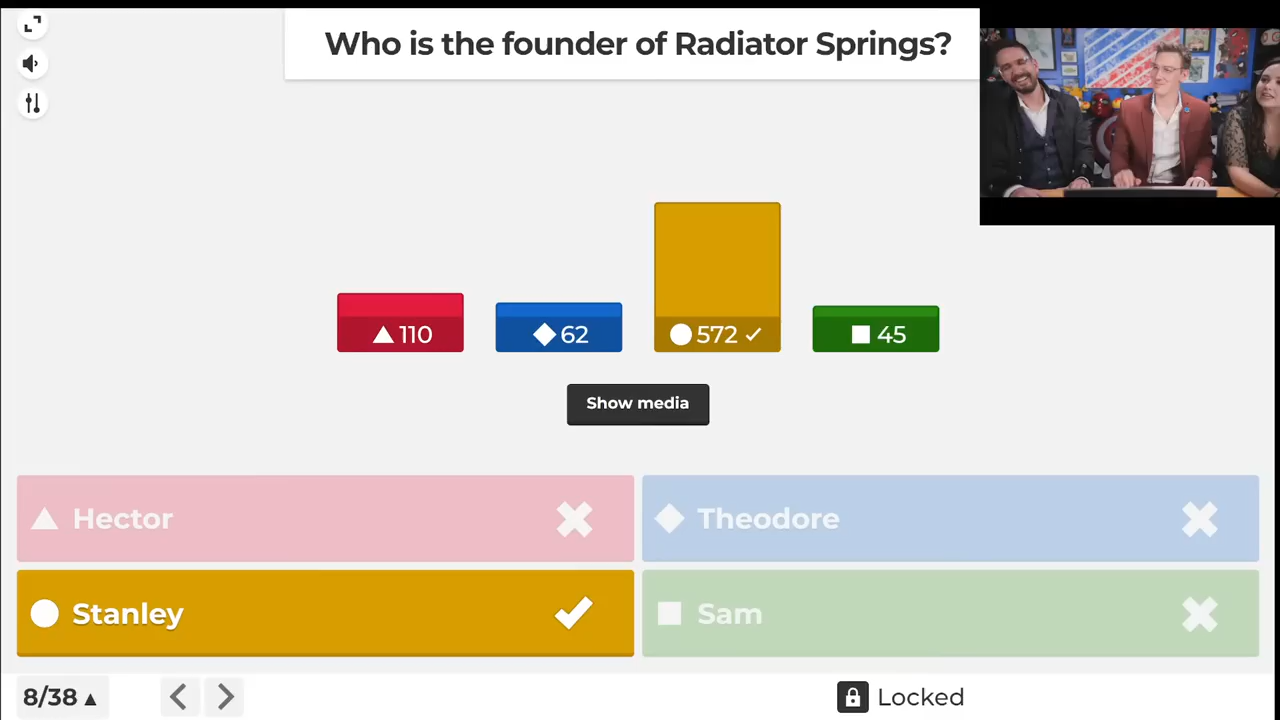 Who is the founder of Radiator Springs?
110
62
572
45
Show media
Hector
Theodore
Stanley
Sam
8/38
Locked